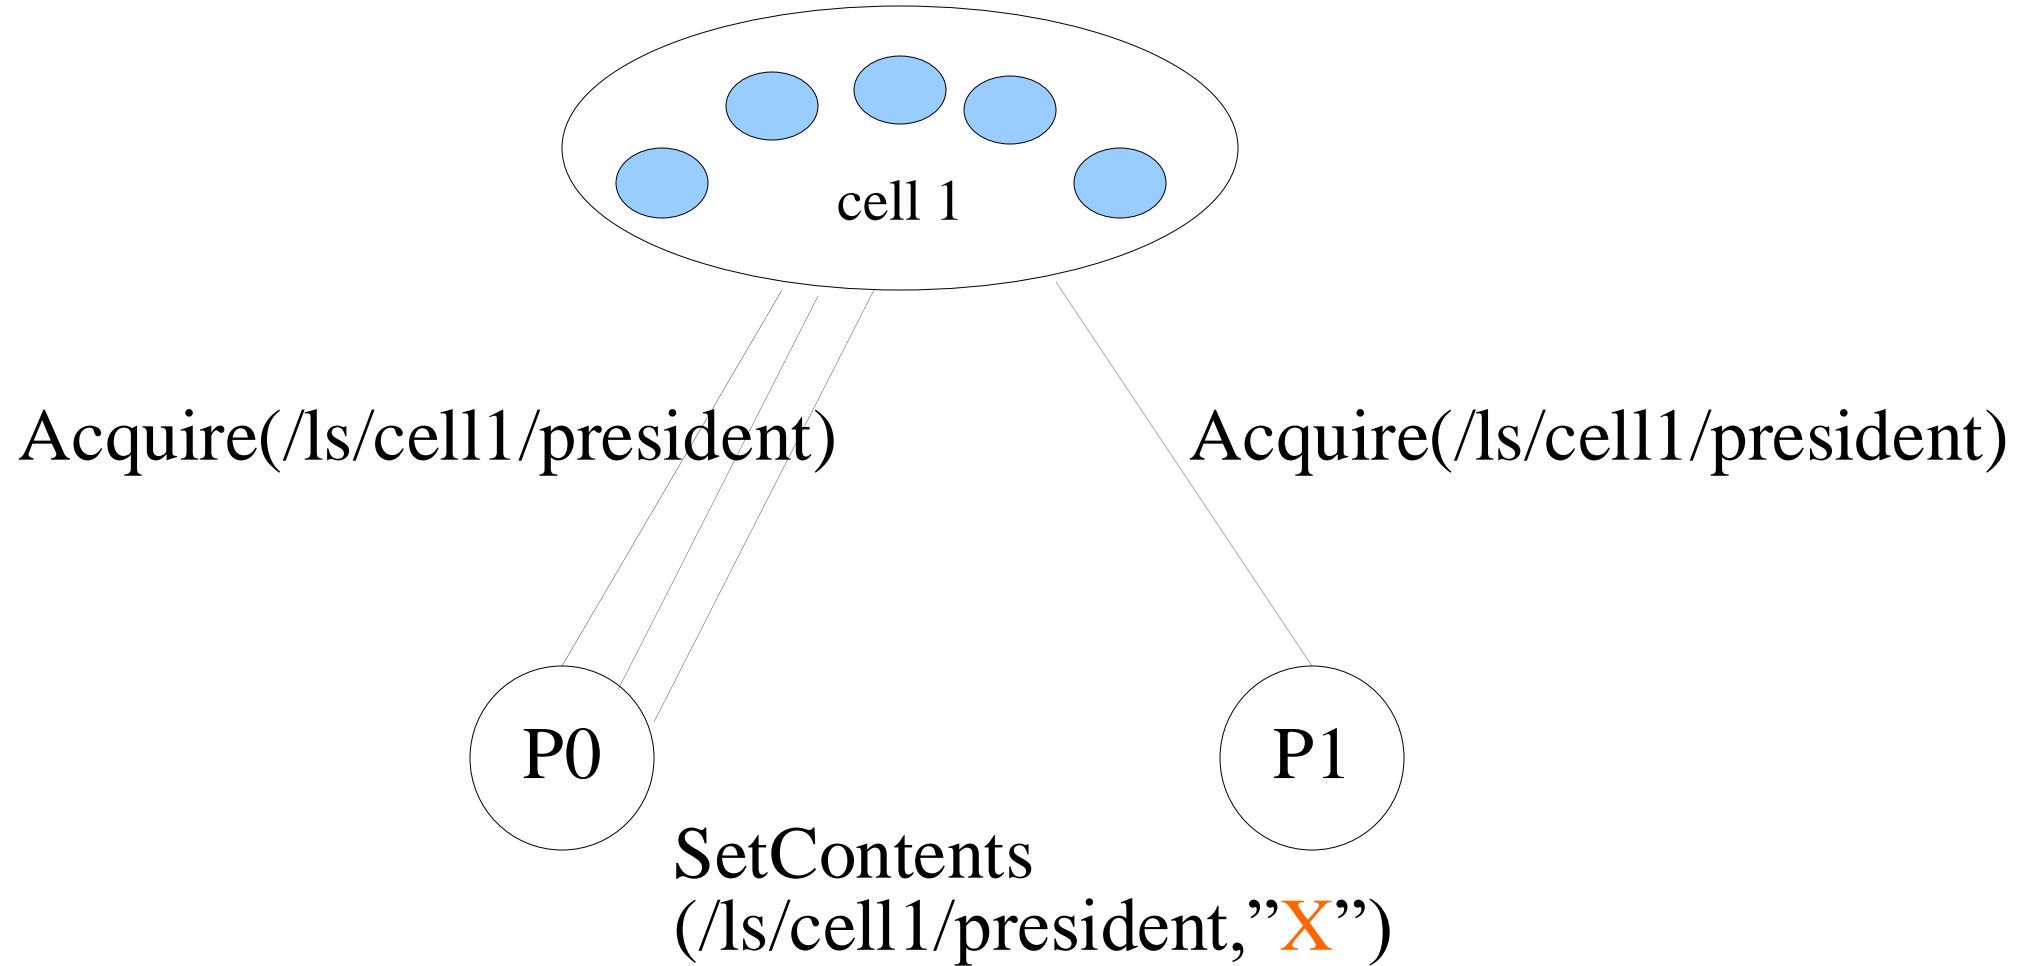 cell 1
Acquire(/ls/cell1/president)
Acquire(/ls/cell1/president)
P0
P1
SetContents
(/ls/cell1/president,”X”)